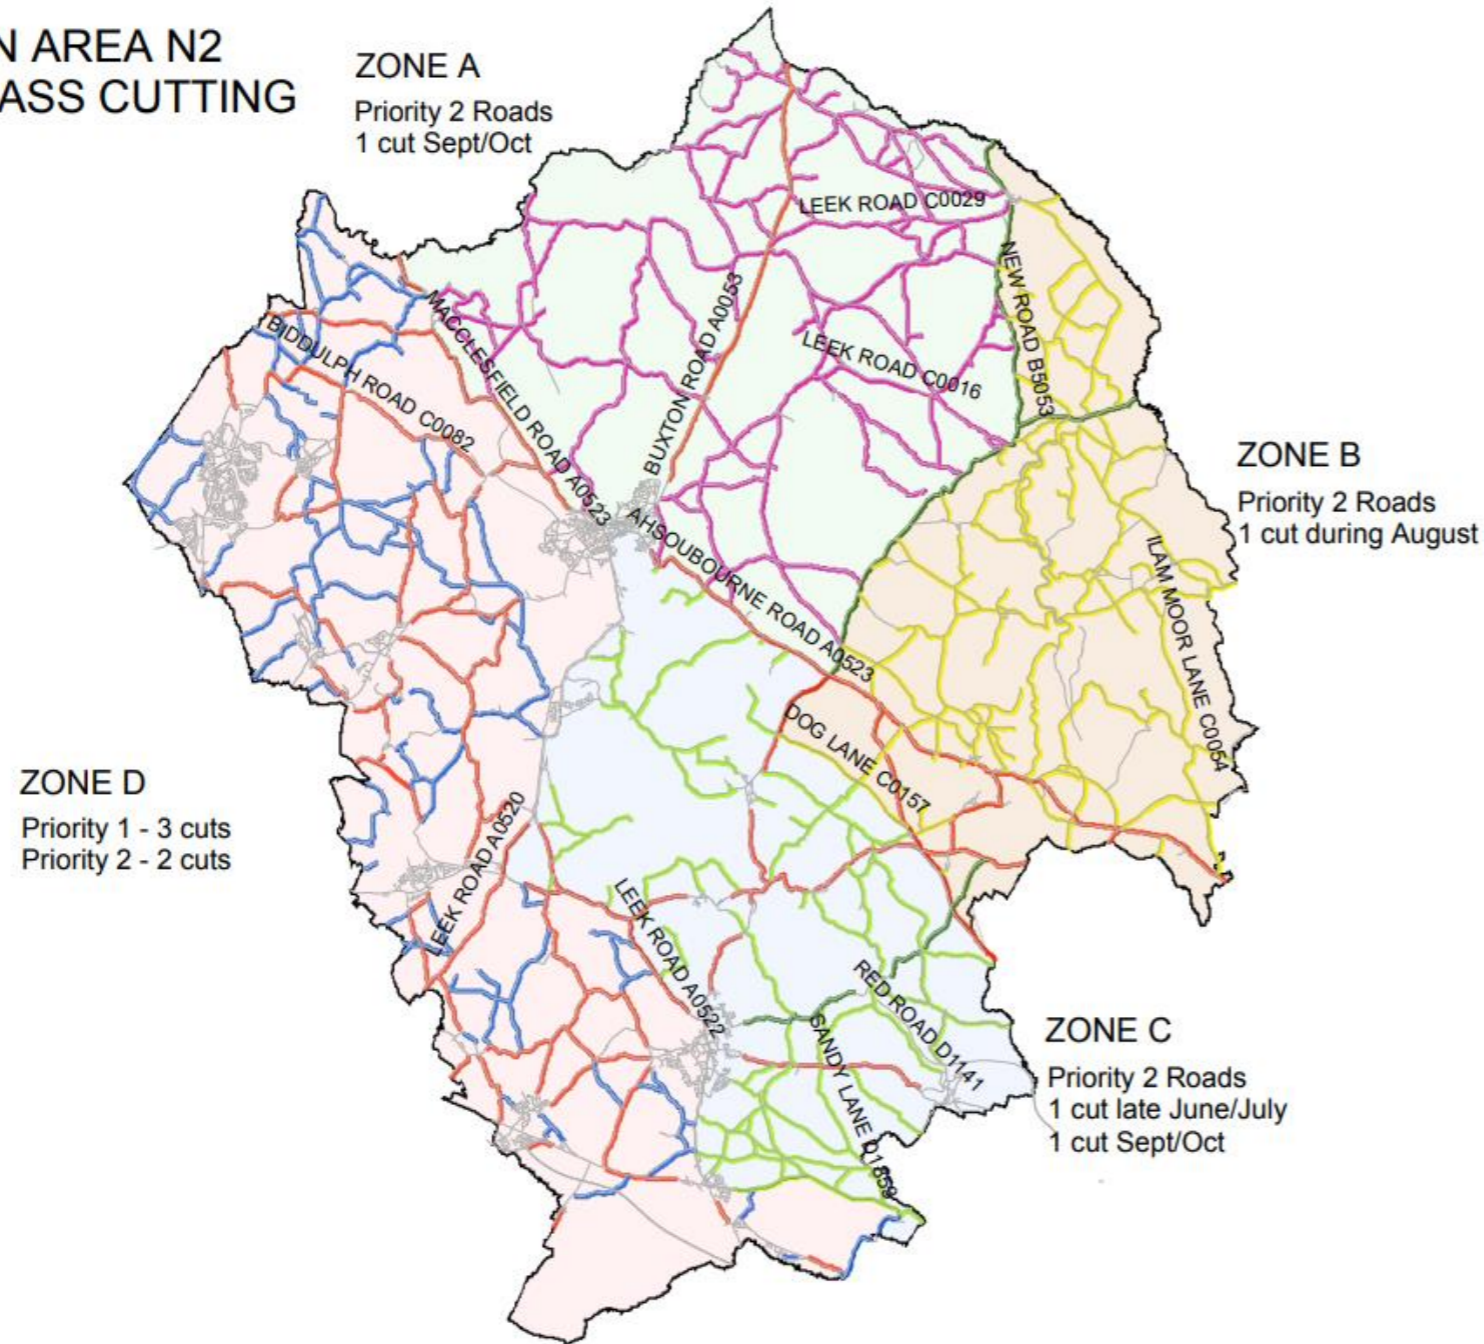 N AREA N2
ASS CUTTING
ZONE A
Priority 2 Roads
1 cut Sept/Oct
LEEK ROAD C0029
NEW ROAD B5053
MACCLESFIELD ROAD A0523
BUXTON ROAD A0053
BIDDULPH ROAD C0082
LEEK ROAD C0016
ZONE B
Priority 2 Roads
1 cut during August
AHSOUBOURNE ROAD A0523
ILAM MOOR LANE C0054
DOG LANE C0157
ZONE D
Priority 1 - 3 cuts
Priority 2 - 2 cuts
LEEK ROAD A0520
LEEK ROAD A0522
RED ROAD D1141
SANDY LANE D1859
ZONE C
Priority 2 Roads
1 cut late June/July
1 cut Sept/Oct